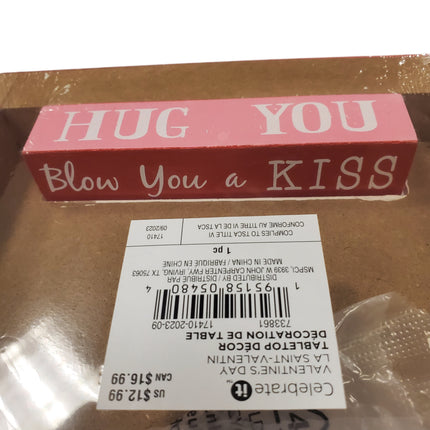 HUG YOU
Blow You a KISS
Celebrate it™
VALENTINE'S DAY
LA SAINT-VALENTIN
TABLETOP DÉCOR
DÉCORATION DE TABLE
US $12.99
CAN $16.99
733861 17410-2023-09
1 95158 05480 4
DISTRIBUTED BY / DISTRIBUÉ PAR
MSPCI, 3939 W. JOHN CARPENTER FWY, IRVING, TX 75063
MADE IN CHINA / FABRIQUÉ EN CHINE
1 pc
17410
09/2023
COMPLIES TO TSCA TITLE VI
CONFORME AU TITRE VI DE LA TSCA